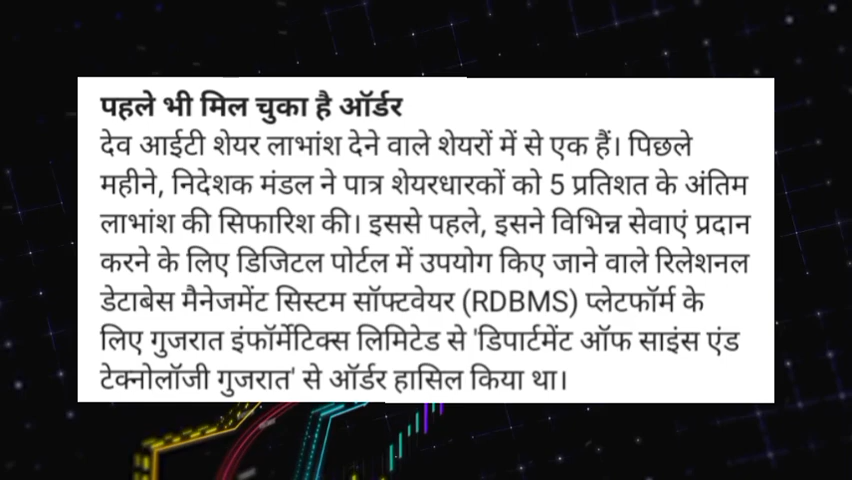 पहले भी मिल चुका है ऑर्डर
देव आईटी शेयर लाभांश देने वाले शेयरों में से एक हैं। पिछले
महीने, निदेशक मंडल ने पात्र शेयरधारकों को 5 प्रतिशत के अंतिम
लाभांश की सिफारिश की। इससे पहले, इसने विभिन्न सेवाएं प्रदान
करने के लिए डिजिटल पोर्टल में उपयोग किए जाने वाले रिलेशनल
डेटाबेस मैनेजमेंट सिस्टम सॉफ्टवेयर (RDBMS) प्लेटफॉर्म के
लिए गुजरात इंफॉर्मेटिक्स लिमिटेड से 'डिपार्टमेंट ऑफ साइंस एंड
टेक्नोलॉजी गुजरात' से ऑर्डर हासिल किया था।